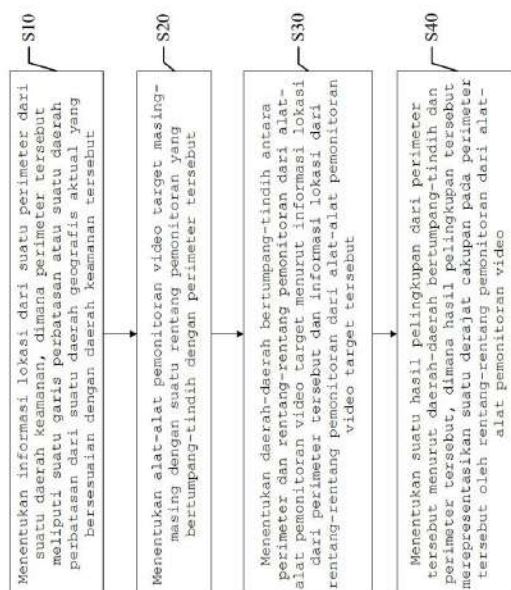 S10
Menentukan informasi lokasi dari suatu perimeter dari
suatu daerah keamanan, dimana perimeter tersebut
meliputi suatu garis perbatasan atau suatu daerah
perbatasan dari suatu daerah geografis aktual yang
bersesuaian dengan daerah keamanan tersebut
S20
Menentukan alat-alat pemonitoran video target masing-
masing dengan suatu rentang pemonitoran yang
bertumpang-tindih dengan perimeter tersebut
S30
Menentukan daerah-daerah bertumpang-tindih antara
perimeter dan rentang-rentang pemonitoran dari alat-
alat pemonitoran video target menurut informasi lokasi
dari perimeter tersebut dan informasi lokasi dari
rentang-rentang pemonitoran dari alat-alat pemonitoran
video target tersebut
S40
Menentukan suatu hasil pelingkupan dari perimeter
tersebut menurut daerah-daerah bertumpang-tindih dan
perimeter tersebut, dimana hasil pelingkupan tersebut
merepresentasikan suatu derajat cakupan pada perimeter
tersebut oleh rentang-rentang pemonitoran dari alat-
alat pemonitoran video